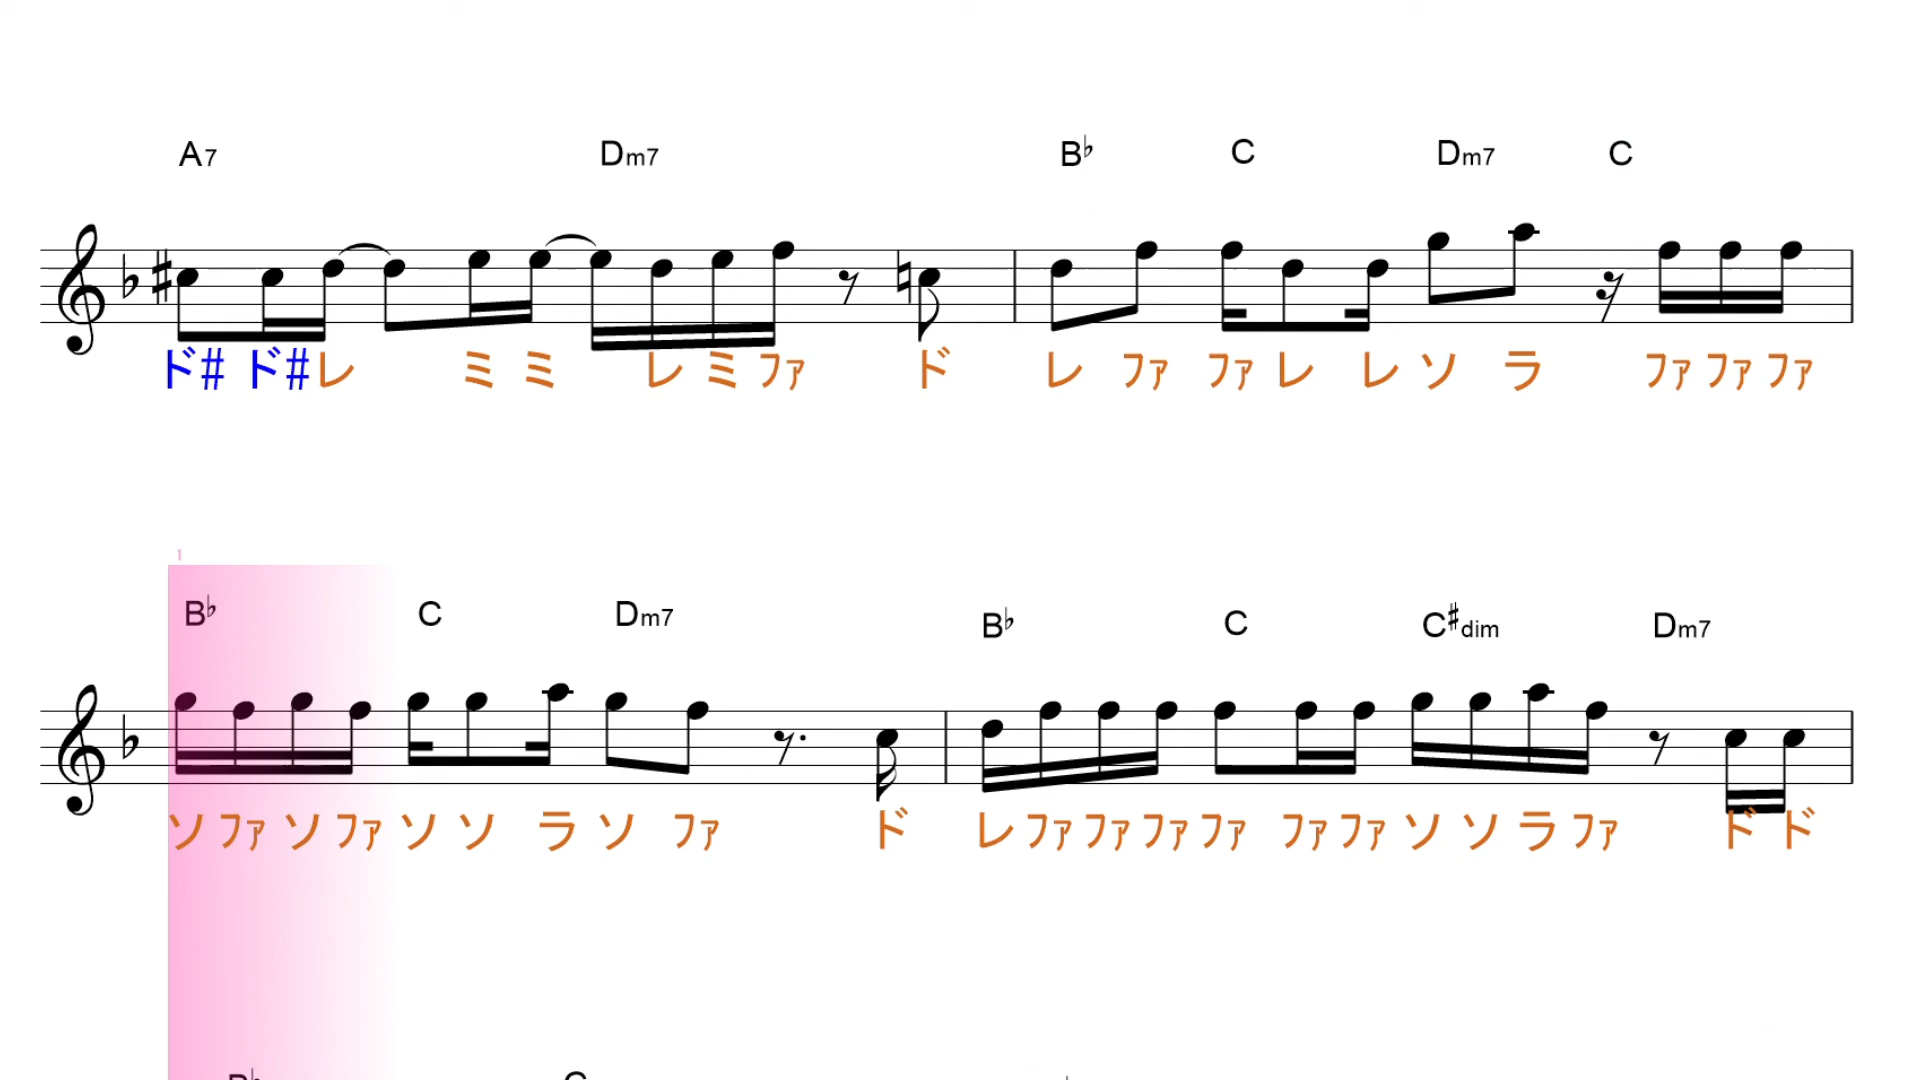 A7 Dm7 B♭ C Dm7 C
ド# ド# レ ミ ミ レ ミ ファ ド レ ファ ファ レ レ ソ ラ ファ ファ ファ
1
B♭ C Dm7 B♭ C C♯dim Dm7
ソ ファ ソ ファ ソ ソ ラ ソ ファ ド レ ファ ファ ファ ファ ファ ファ ソ ソ ラ ファ ド ド